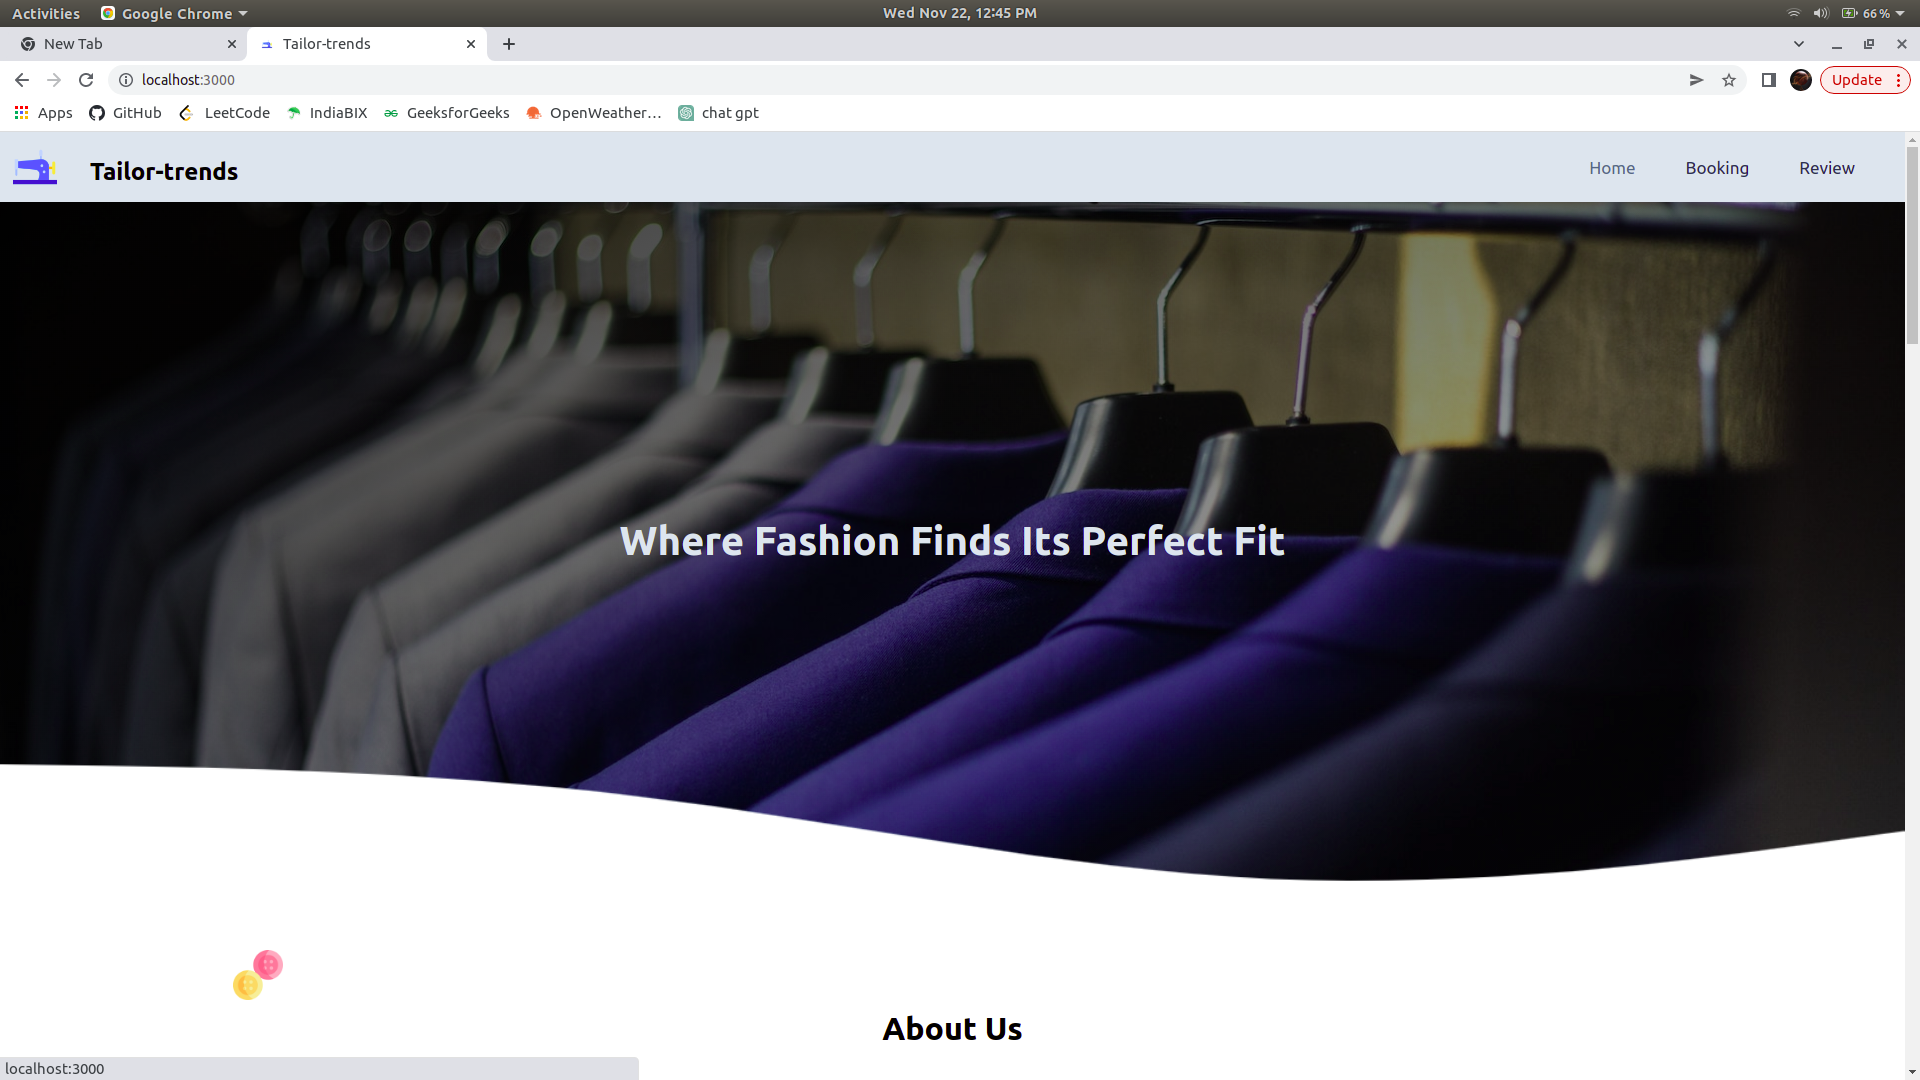 Activities Google Chrome Wed Nov 22, 12:45 PM 66%
New Tab Tailor-trends
localhost:3000 Update
Apps GitHub LeetCode IndiaBIX GeeksforGeeks OpenWeather... chat gpt
Tailor-trends Home Booking Review
Where Fashion Finds Its Perfect Fit
About Us
localhost:3000